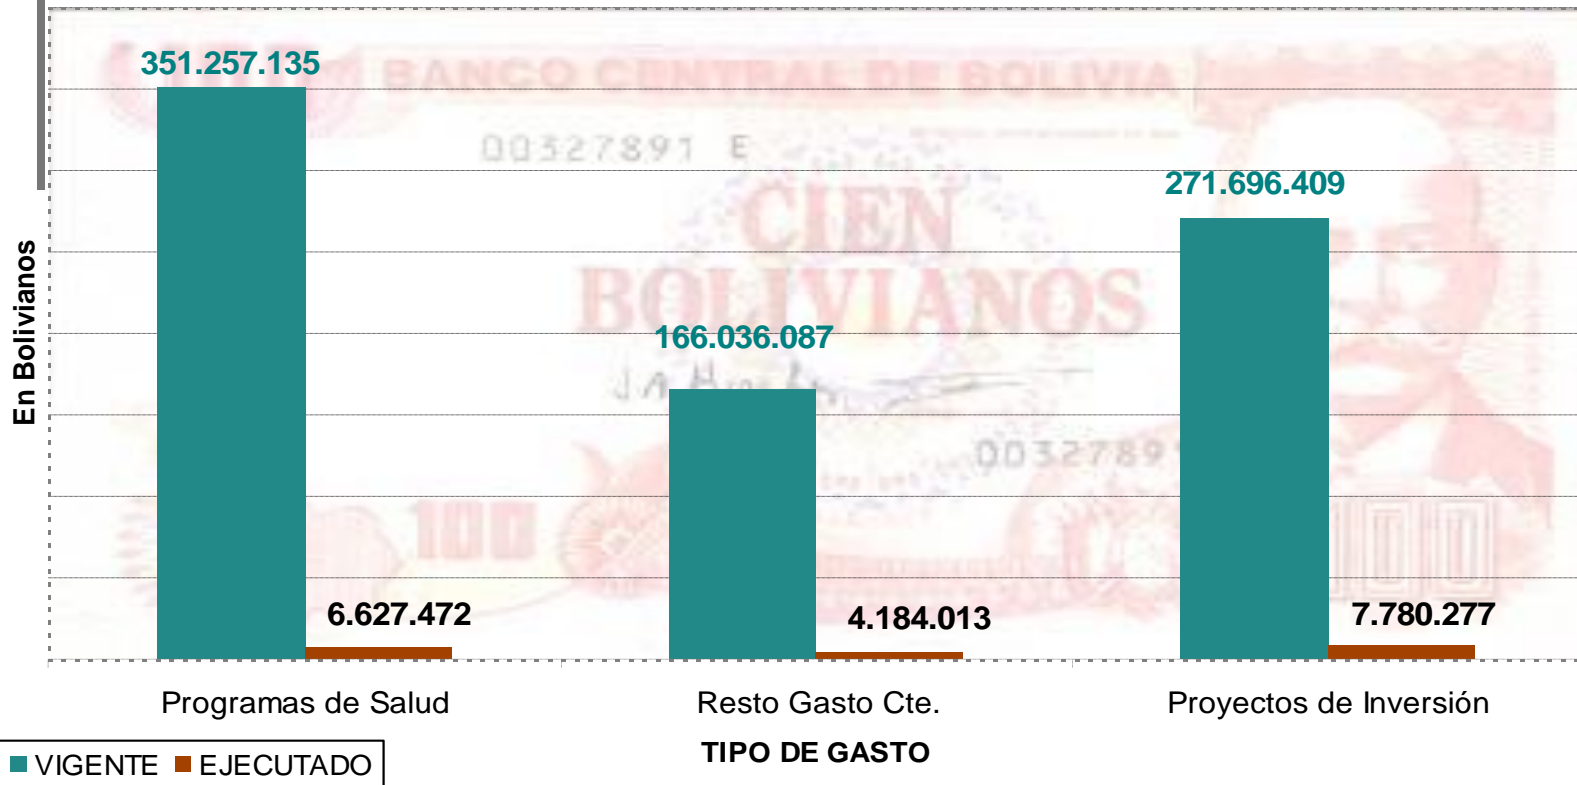 351.257.135
BANCO CENTRAL DE BOLIVIA
00327891 E
CIEN
271.696.409
BOLIVIANOS
166.036.087
En Bolivianos
0032789
100
6.627.472
4.184.013
7.780.277
Programas de Salud
Resto Gasto Cte.
Proyectos de Inversión
TIPO DE GASTO
VIGENTE
EJECUTADO